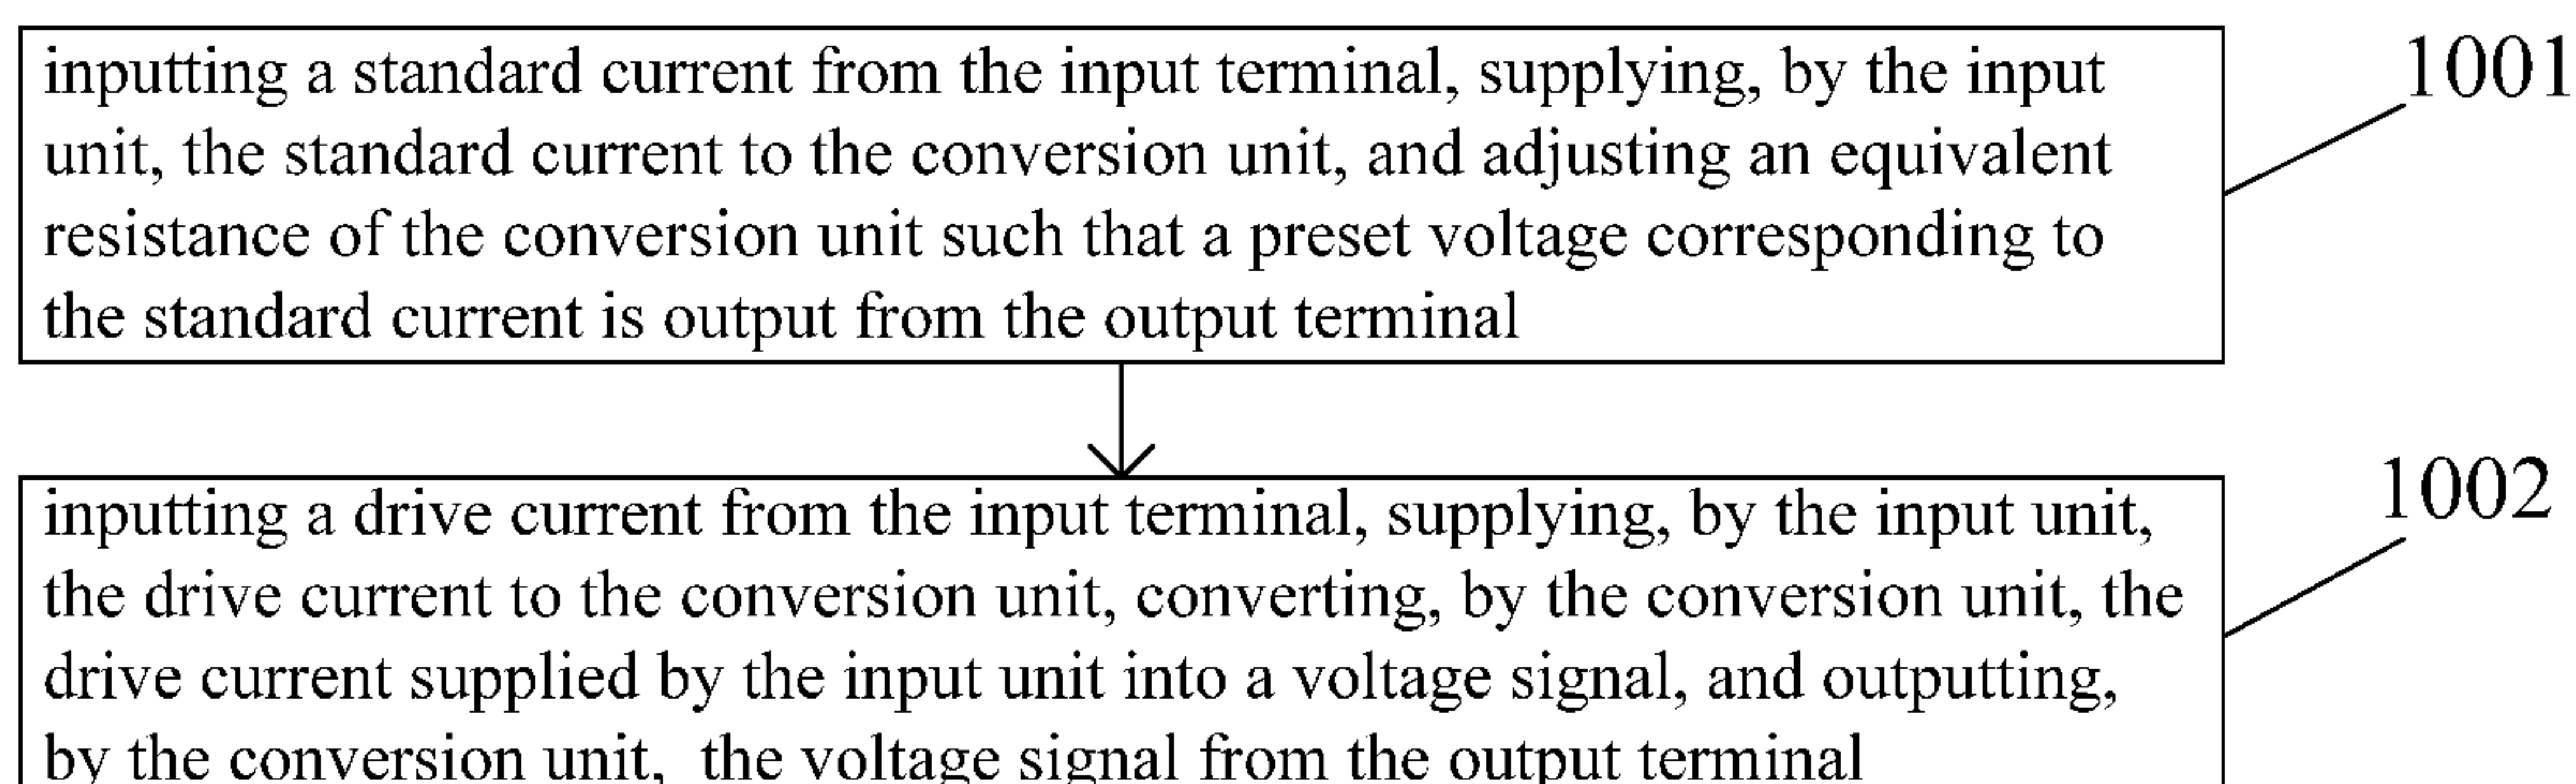 inputting a standard current from the input terminal, supplying, by the input
unit, the standard current to the conversion unit, and adjusting an equivalent
resistance of the conversion unit such that a preset voltage corresponding to
the standard current is output from the output terminal
1001
inputting a drive current from the input terminal, supplying, by the input unit,
the drive current to the conversion unit, converting, by the conversion unit, the
drive current supplied by the input unit into a voltage signal, and outputting,
by the conversion unit, the voltage signal from the output terminal
1002